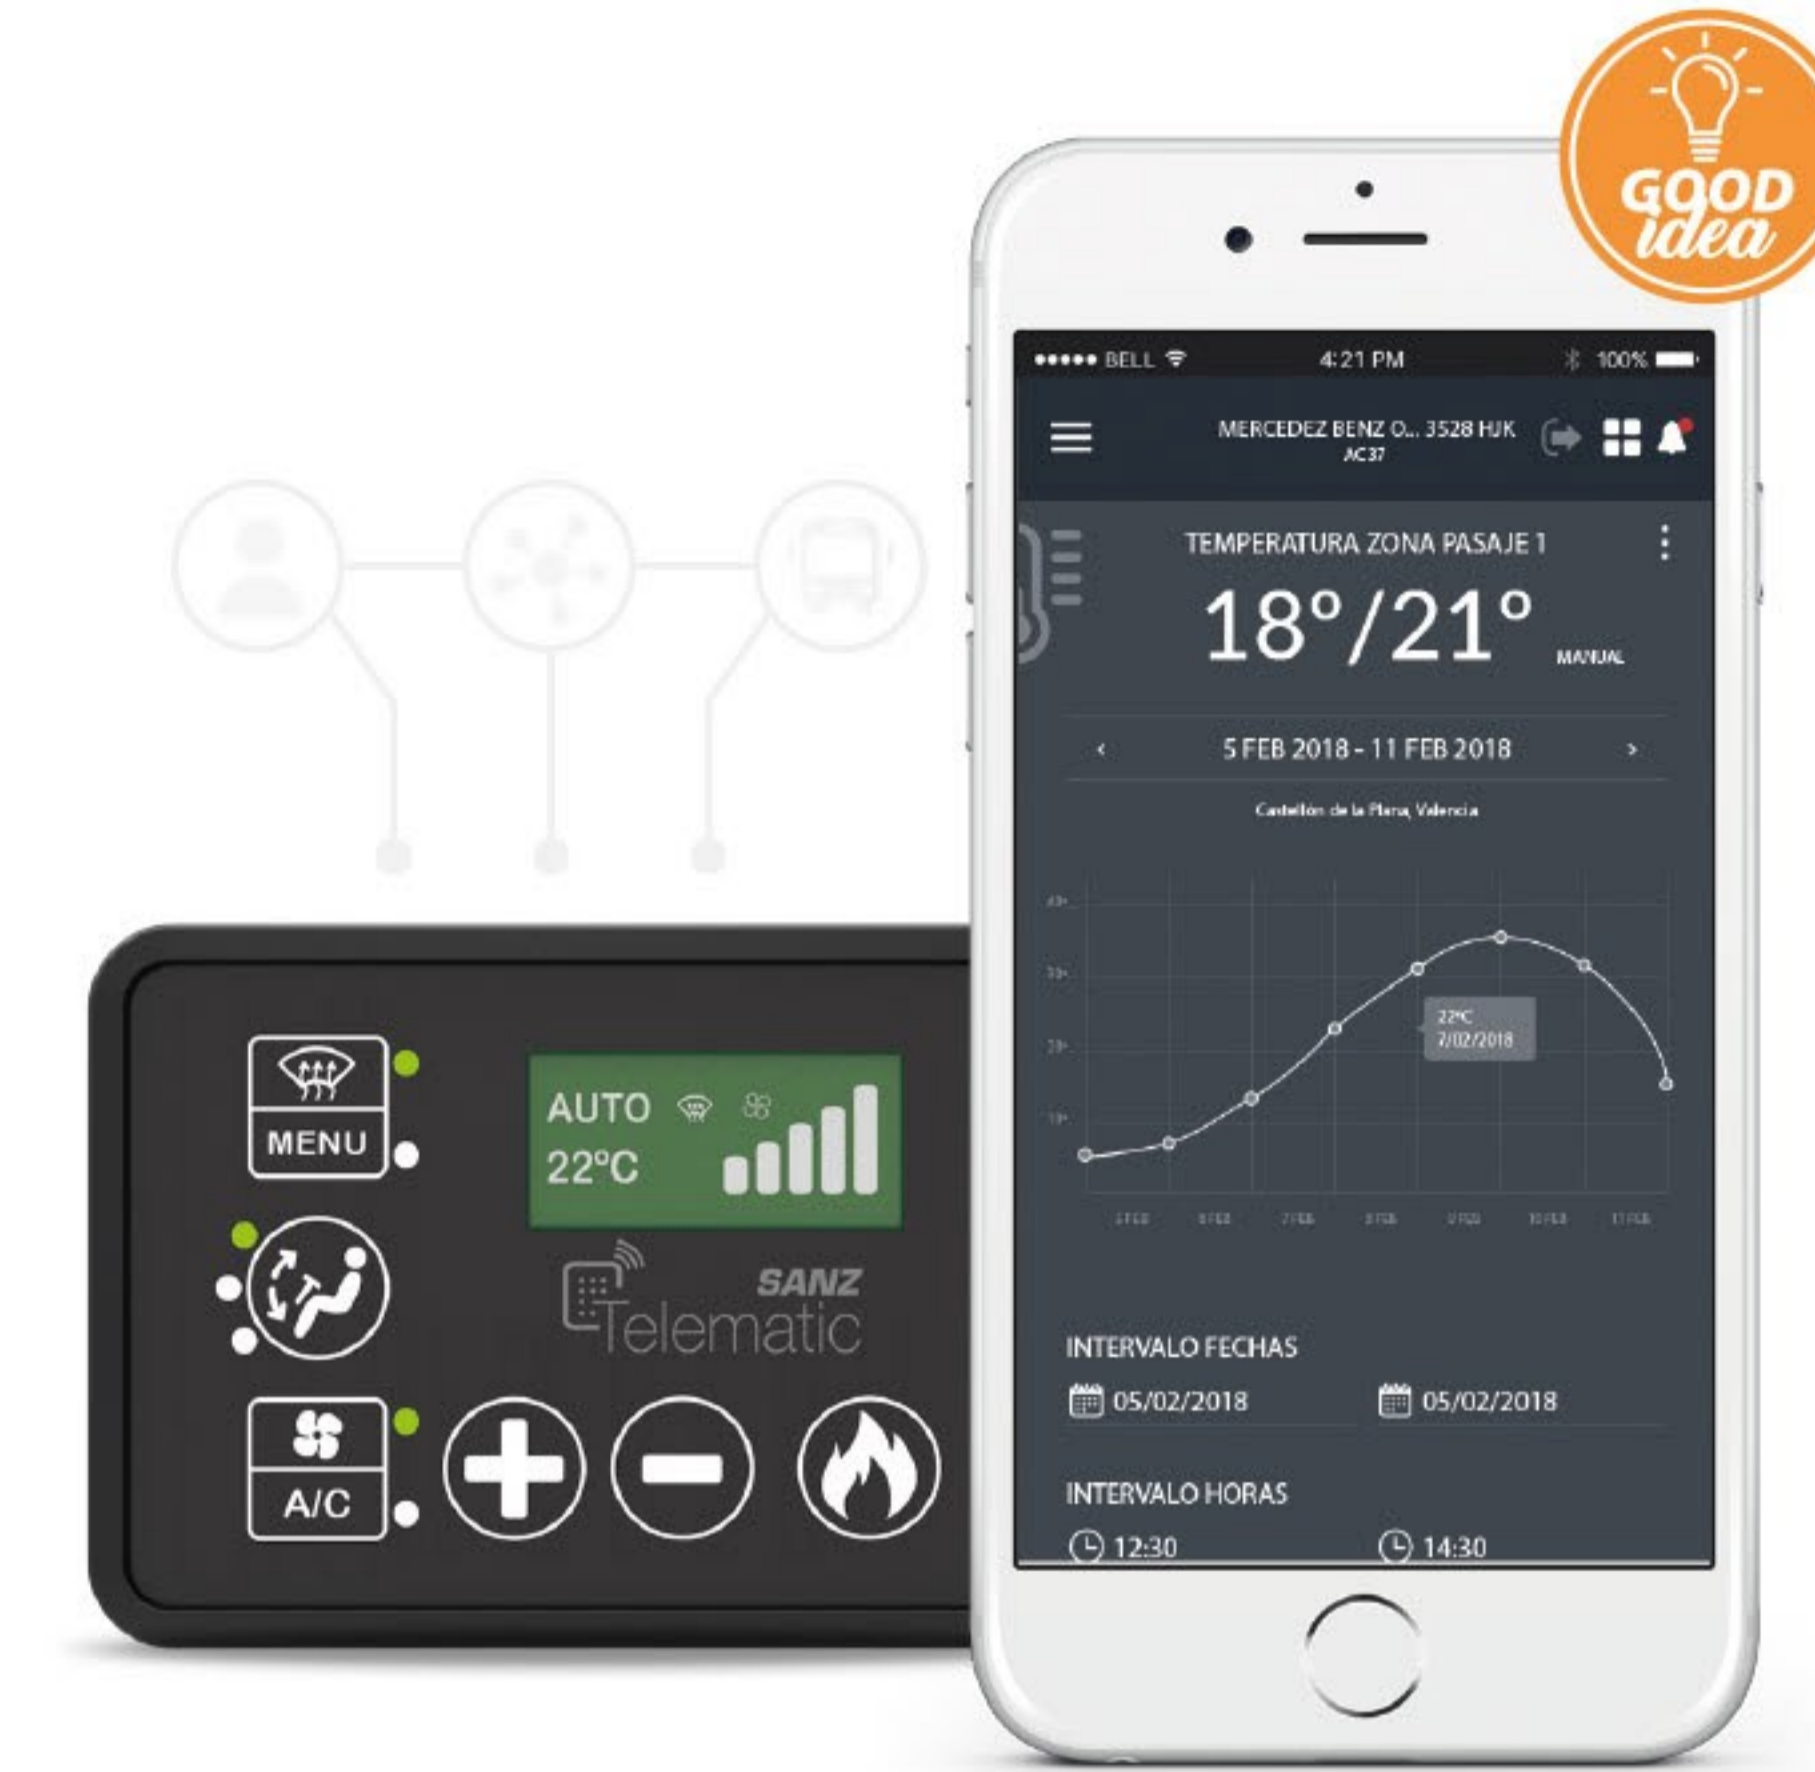 GOOD
idea
BELL
4:21 PM
100%
MERCEDEZ BENZ O... 3528 HJK
AC37
TEMPERATURA ZONA PASAJE 1
18º/21º
MANUAL
5 FEB 2018 - 11 FEB 2018
Castellón de la Plana, Valencia
22ºC
7/02/2018
INTERVALO FECHAS
05/02/2018
05/02/2018
INTERVALO HORAS
12:30
14:30
MENU
A/C
AUTO
22ºC
SANZ
Telematic